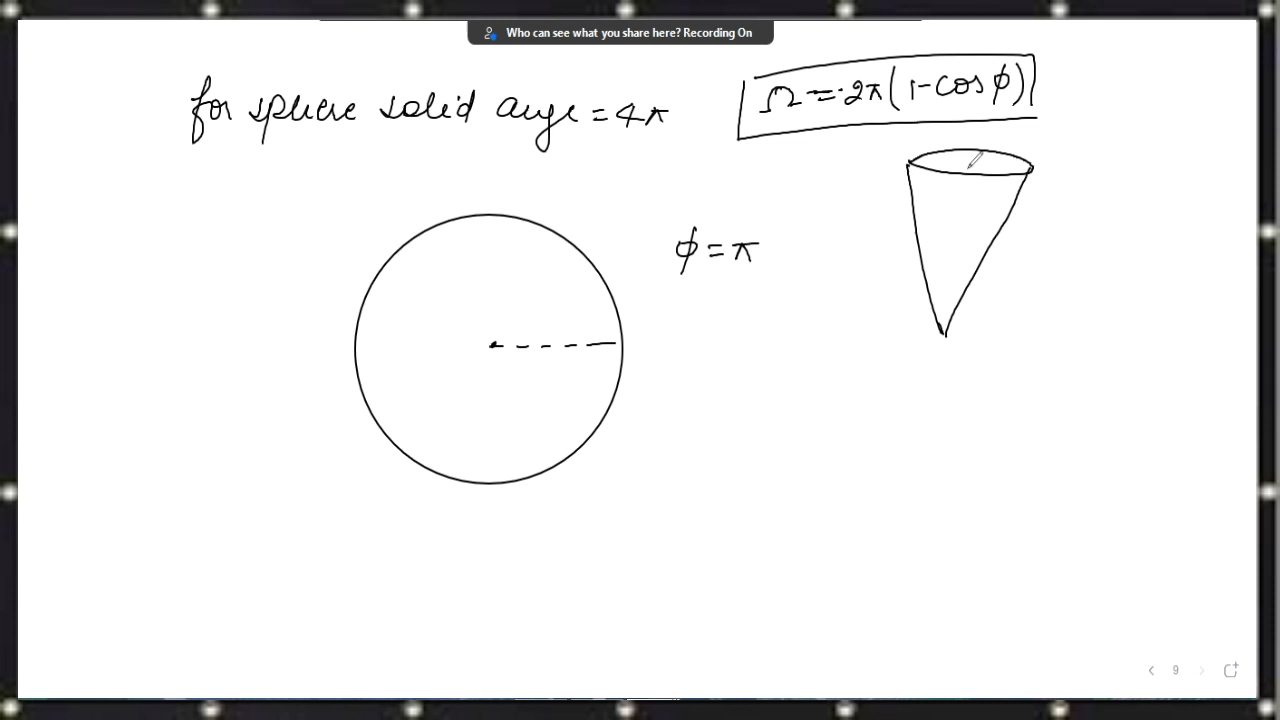 Who can see what you share here? Recording On
for sphere solid ange = 4π
Ω = 2π(1-cos ϕ)
ϕ = π
9